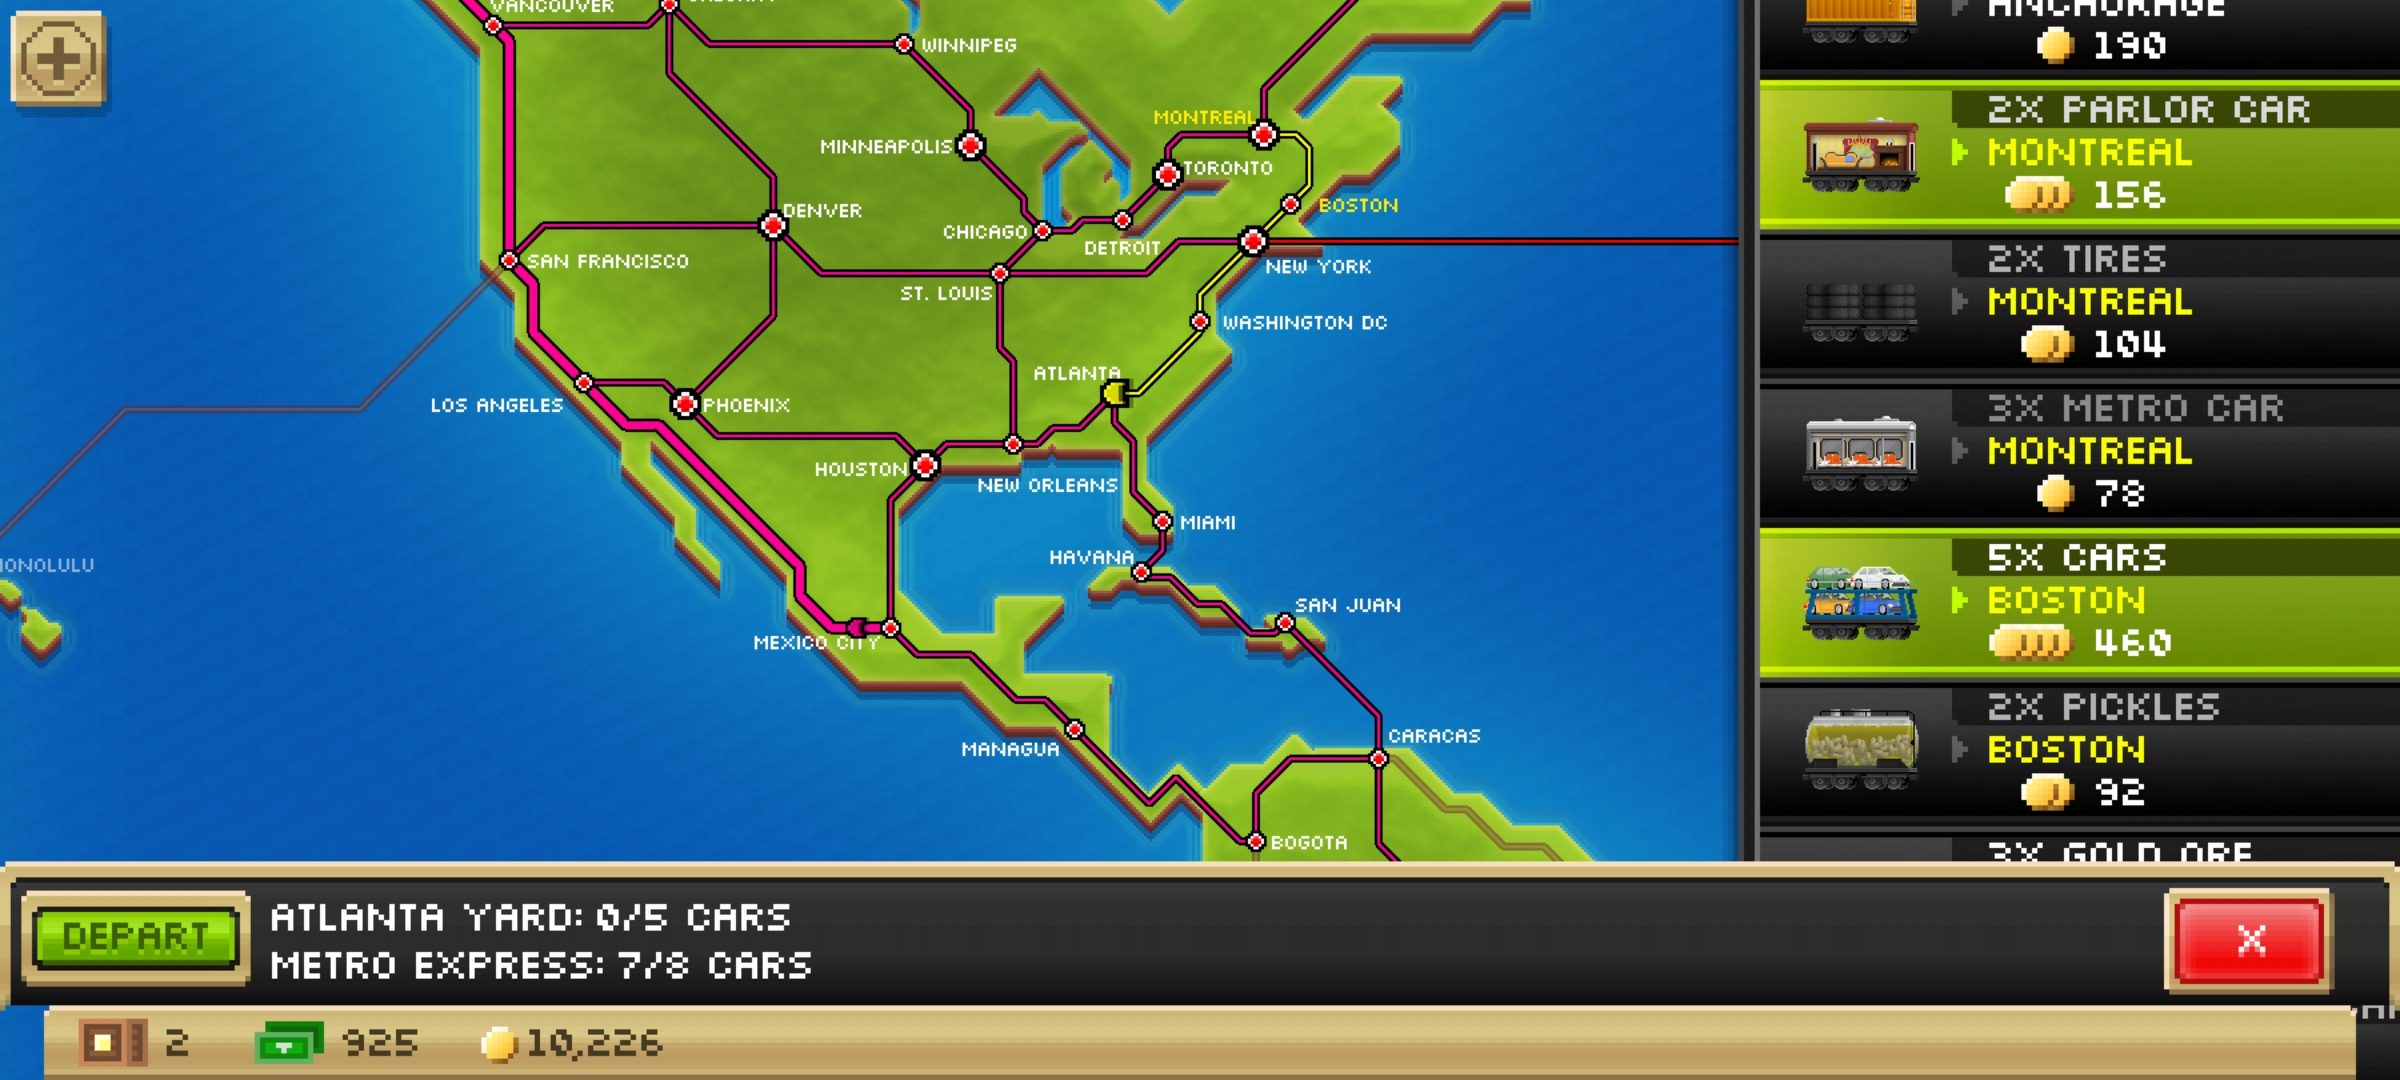 VANCOUVER
WINNIPEG
MONTREAL
MINNEAPOLIS
TORONTO
DENVER
BOSTON
CHICAGO
DETROIT
SAN FRANCISCO
NEW YORK
ST. LOUIS
WASHINGTON DC
ATLANTA
LOS ANGELES
PHOENIX
HOUSTON
NEW ORLEANS
MIAMI
HAVANA
ONOLULU
SAN JUAN
MEXICO CITY
CARACAS
MANAGUA
BOGOTA
ANCHORAGE
190
2X PARLOR CAR
MONTREAL
156
2X TIRES
MONTREAL
104
3X METRO CAR
MONTREAL
78
5X CARS
BOSTON
460
2X PICKLES
BOSTON
92
3X GOLD ORE
DEPART
ATLANTA YARD: 0/5 CARS
METRO EXPRESS: 7/8 CARS
X
2
925
10,226